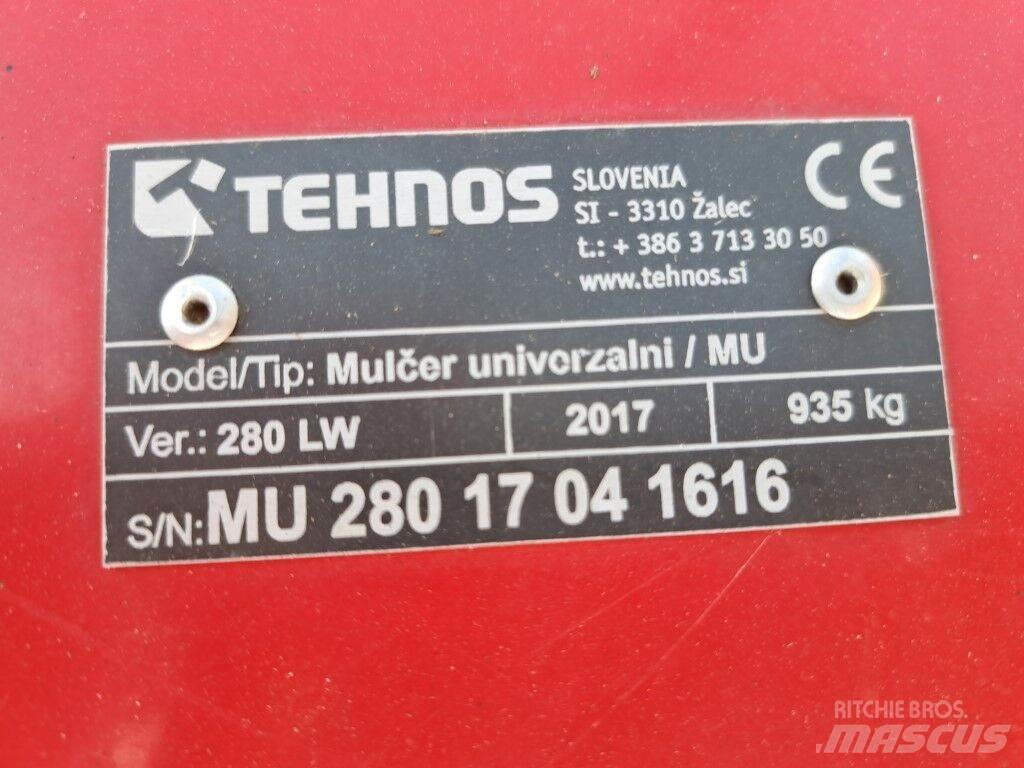 TEHNOS
SLOVENIA
SI - 3310 Žalec
t.: + 386 3 713 30 50
www.tehnos.si
CE
Model/Tip: Mulčer univerzalni / MU
Ver.: 280 LW 2017 935 kg
S/N: MU 280 17 04 1616
RITCHIE BROS.
MASCUS